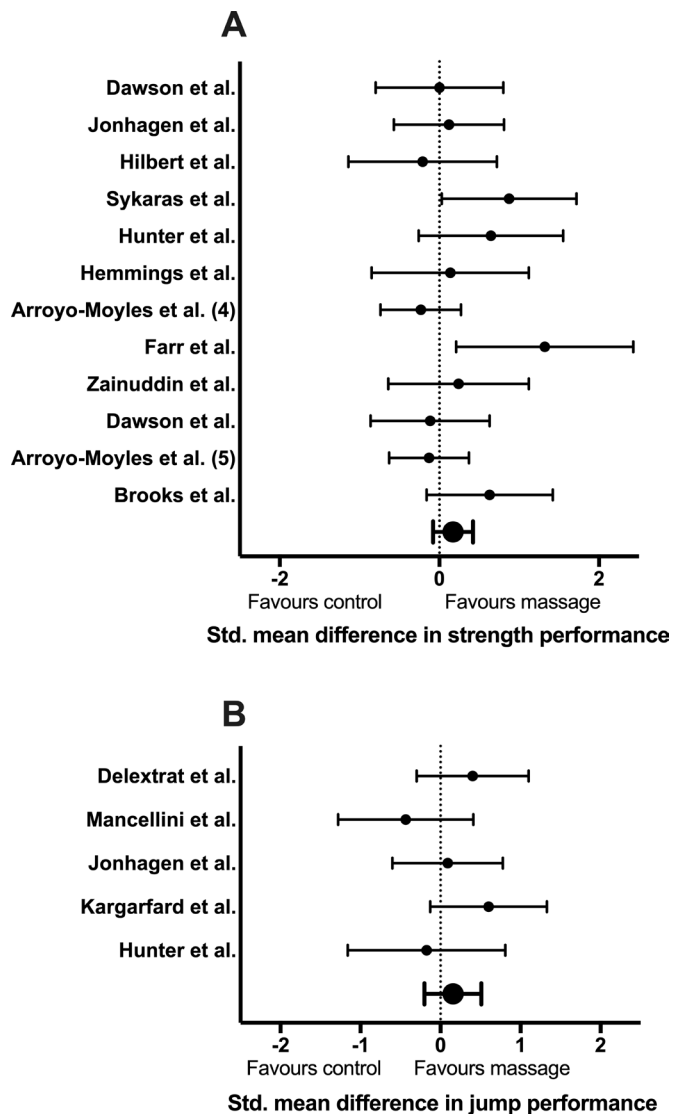 A
Dawson et al.
Jonhagen et al.
Hilbert et al.
Sykaras et al.
Hunter et al.
Hemmings et al.
Arroyo-Moyles et al. (4)
Farr et al.
Zainuddin et al.
Dawson et al.
Arroyo-Moyles et al. (5)
Brooks et al.
-2 0 2
Favours control Favours massage
Std. mean difference in strength performance
B
Delextrat et al.
Mancellini et al.
Jonhagen et al.
Kargarfard et al.
Hunter et al.
-2 -1 0 1 2
Favours control Favours massage
Std. mean difference in jump performance